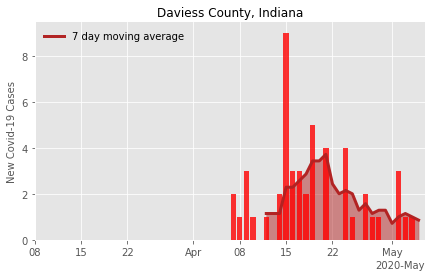 Daviess County, Indiana
7 day moving average
New Covid-19 Cases
8
6
4
2
0
08 15 22 Apr 08 15 22 May
2020-May